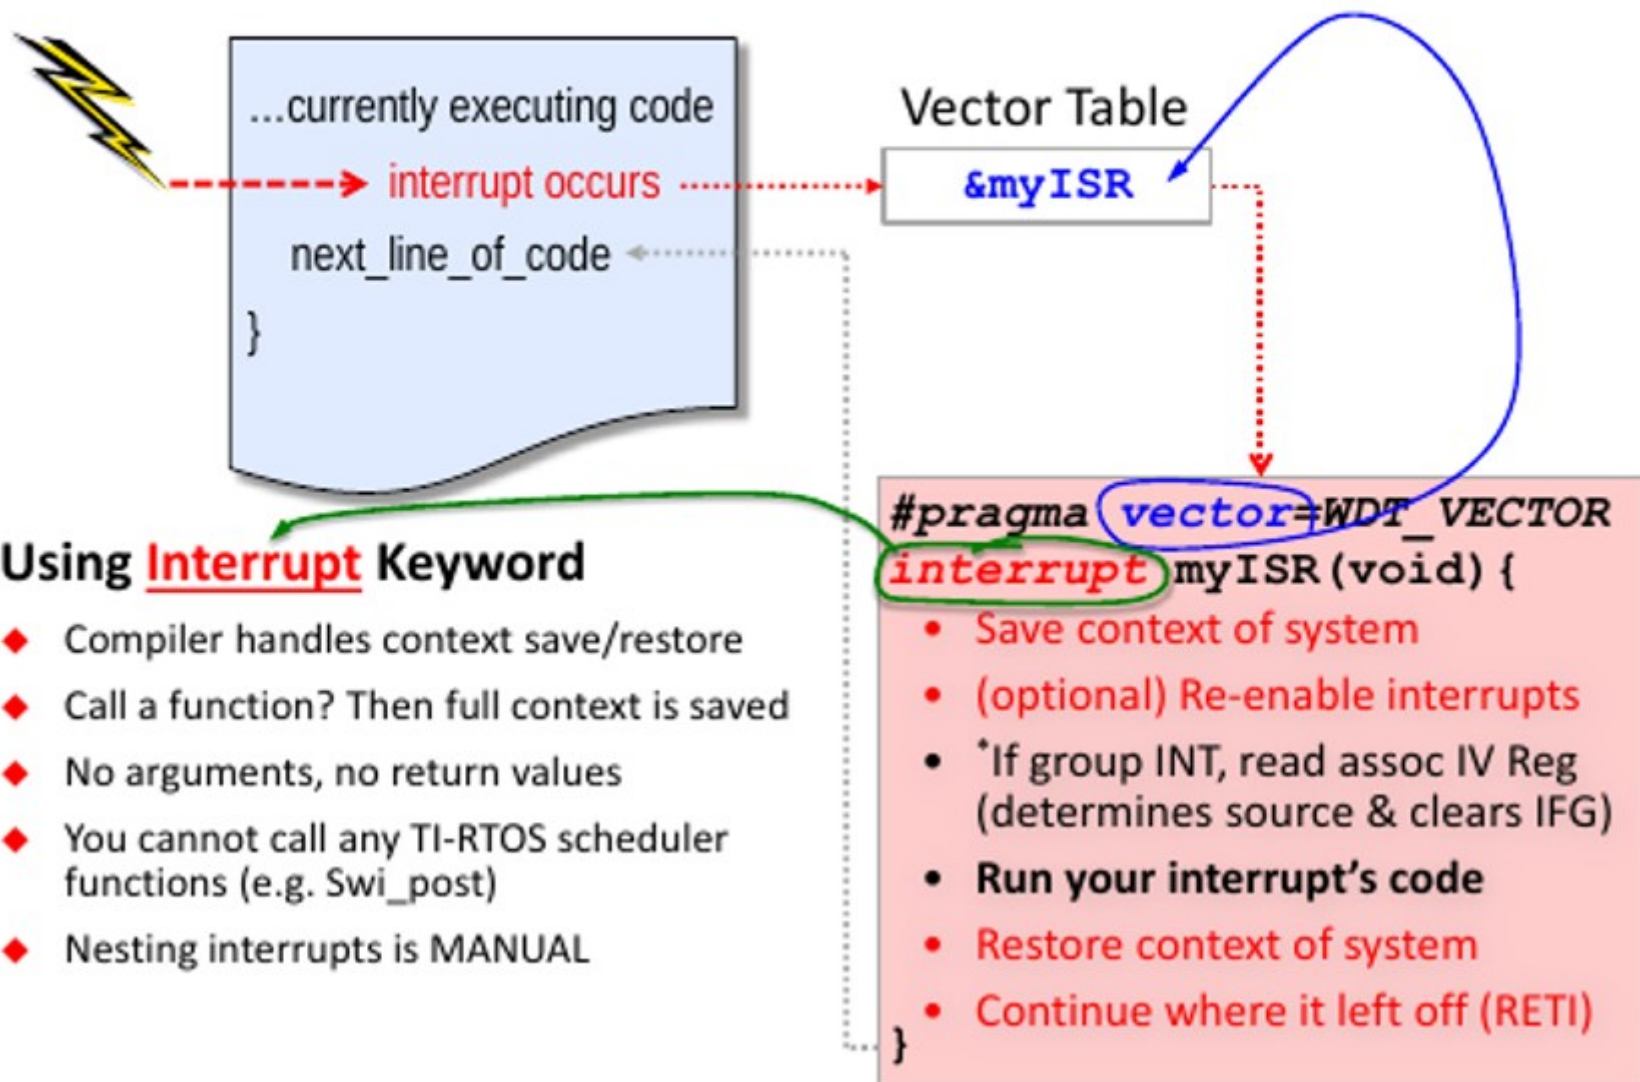 ...currently executing code
interrupt occurs
next_line_of_code
}
Vector Table
&myISR
Using Interrupt Keyword
◆ Compiler handles context save/restore
◆ Call a function? Then full context is saved
◆ No arguments, no return values
◆ You cannot call any TI-RTOS scheduler
functions (e.g. Swi_post)
◆ Nesting interrupts is MANUAL
#pragma vector=WDT_VECTOR
interrupt myISR(void){
• Save context of system
• (optional) Re-enable interrupts
• *If group INT, read assoc IV Reg
(determines source & clears IFG)
• Run your interrupt's code
• Restore context of system
• Continue where it left off (RETI)
}